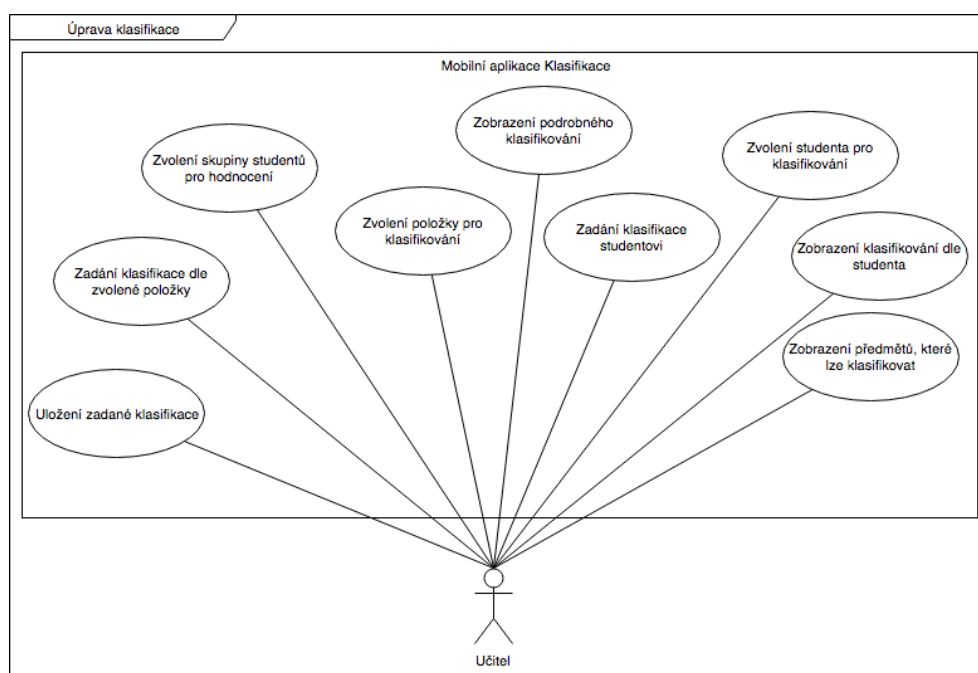 Úprava klasifikace
Mobilní aplikace Klasifikace
Zobrazení podrobného
klasifikování
Zvolení studenta pro
klasifikování
Zvolení skupiny studentů
pro hodnocení
Zvolení položky pro
klasifikování
Zadání klasifikace
studentovi
Zobrazení klasifikování dle
studenta
Zadání klasifikace dle
zvolené položky
Zobrazení předmětů, které
lze klasifikovat
Uložení zadané klasifikace
Učitel